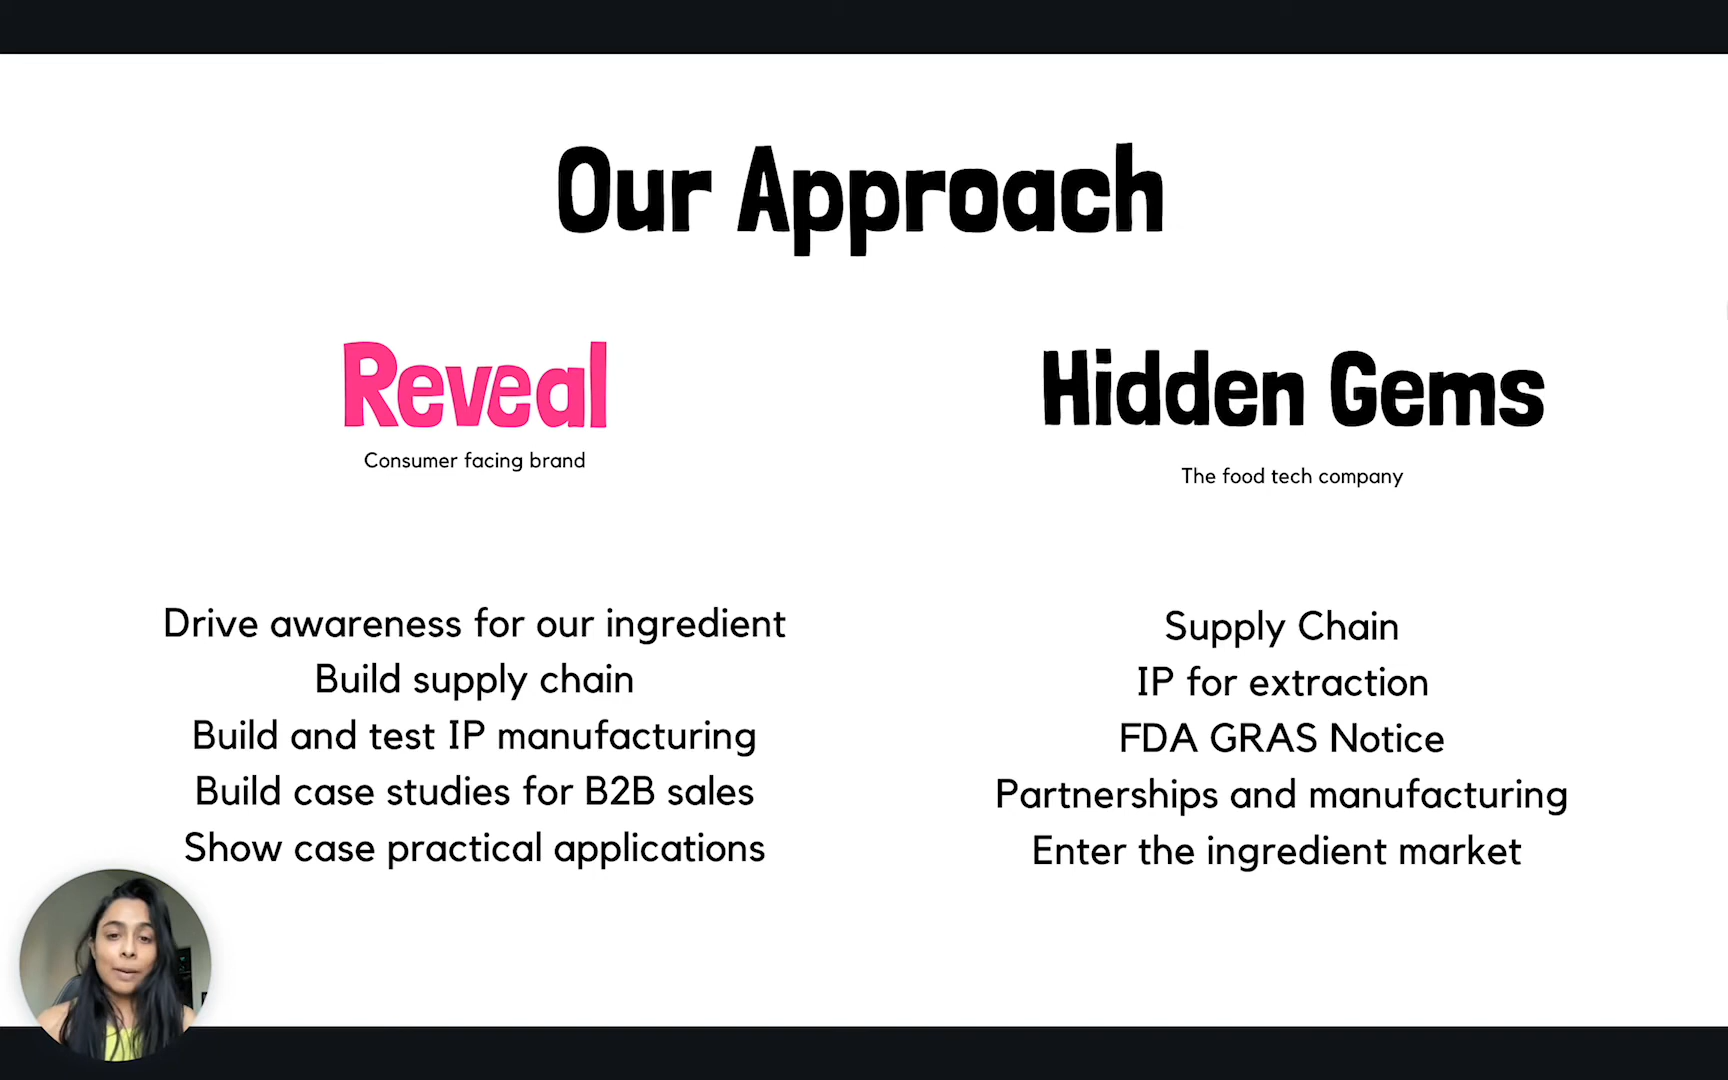 Our Approach
Reveal
Consumer facing brand
Drive awareness for our ingredient
Build supply chain
Build and test IP manufacturing
Build case studies for B2B sales
Show case practical applications
Hidden Gems
The food tech company
Supply Chain
IP for extraction
FDA GRAS Notice
Partnerships and manufacturing
Enter the ingredient market